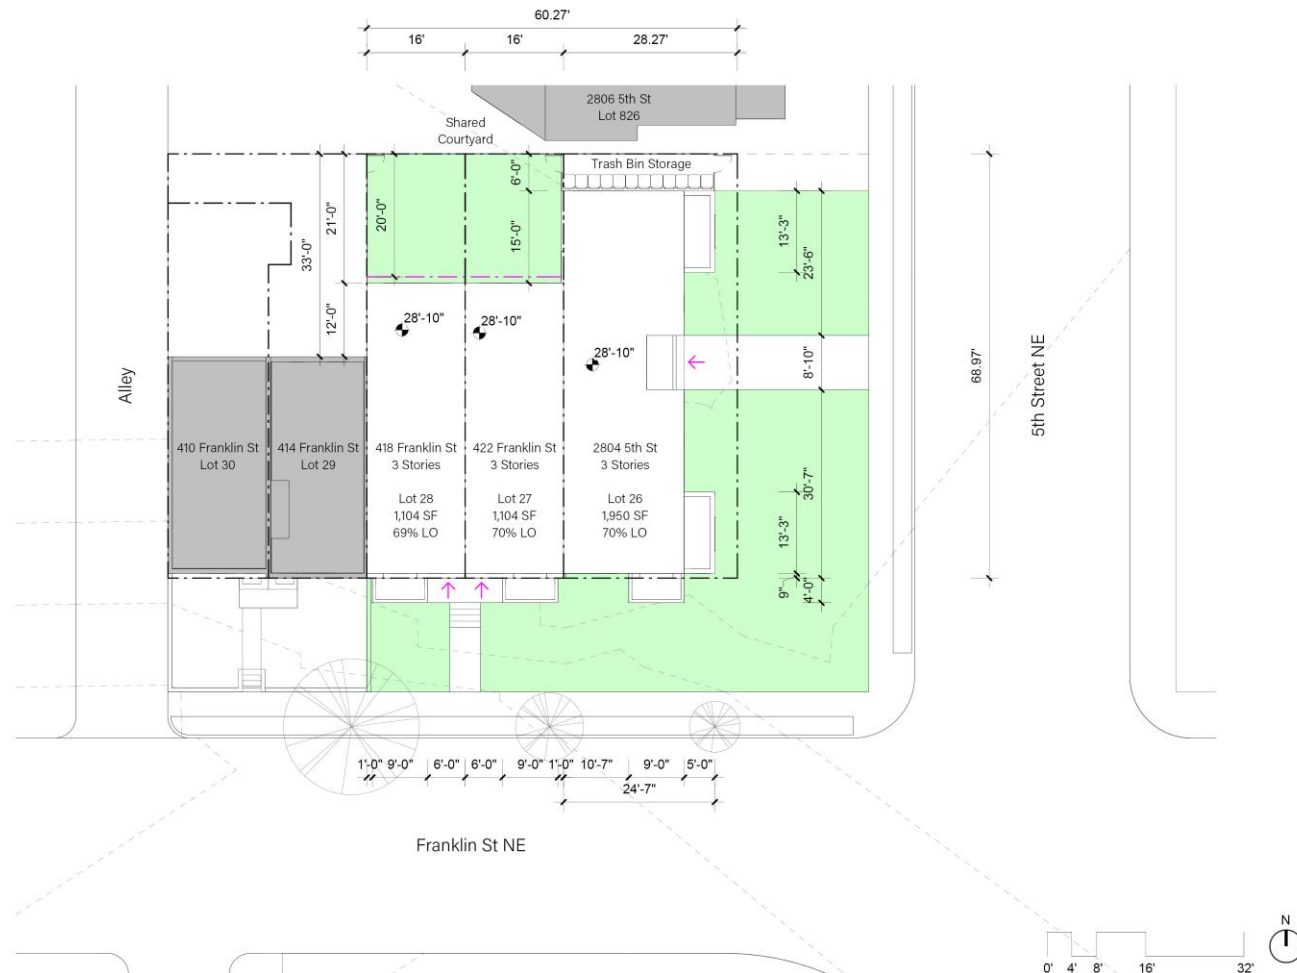 60.27'
16'
16'
28.27'
2806 5th St
Lot 826
Shared
Courtyard
Trash Bin Storage
6'-0"
21'-0"
20'-0"
33'-0"
15'-0"
13'-3"
23'-6"
12'-0"
28'-10"
28'-10"
28'-10"
8'-10"
68.97'
5th Street NE
Alley
410 Franklin St
Lot 30
414 Franklin St
Lot 29
418 Franklin St
3 Stories
Lot 28
1,104 SF
69% LO
422 Franklin St
3 Stories
Lot 27
1,104 SF
70% LO
2804 5th St
3 Stories
Lot 26
1,950 SF
70% LO
30'-7"
13'-3"
9"
4'-0"
1'-0"
9'-0"
6'-0"
6'-0"
9'-0"
1'-0"
10'-7"
9'-0"
5'-0"
24'-7"
Franklin St NE
N
0'
4'
8'
16'
32'